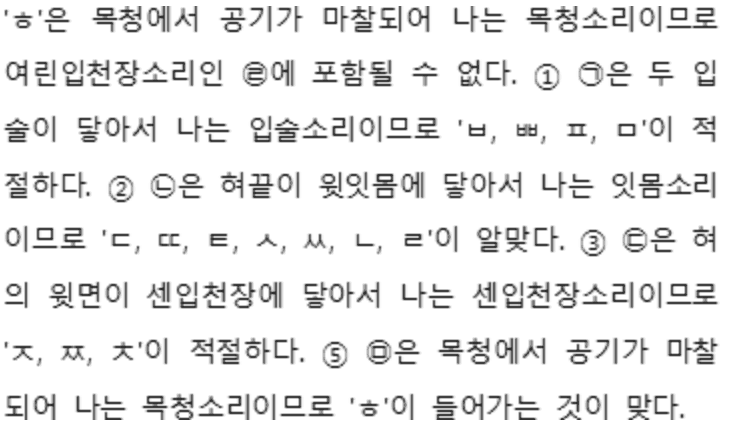 'ㅎ'은 목청에서 공기가 마찰되어 나는 목청소리이므로
여린입천장소리인 ㉣에 포함될 수 없다. ① ㉠은 두 입
술이 닿아서 나는 입술소리이므로 'ㅂ, ㅃ, ㅍ, ㅁ'이 적
절하다. ② ㉡은 혀끝이 윗잇몸에 닿아서 나는 잇몸소리
이므로 'ㄷ, ㄸ, ㅌ, ㅅ, ㅆ, ㄴ, ㄹ'이 알맞다. ③ ㉢은 혀
의 윗면이 센입천장에 닿아서 나는 센입천장소리이므로
'ㅈ, ㅉ, ㅊ'이 적절하다. ⑤ ㉤은 목청에서 공기가 마찰
되어 나는 목청소리이므로 'ㅎ'이 들어가는 것이 맞다.